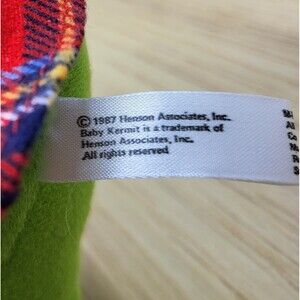 © 1987 Henson Associates, Inc.
Baby Kermit is a trademark of
Henson Associates, Inc.
All rights reserved